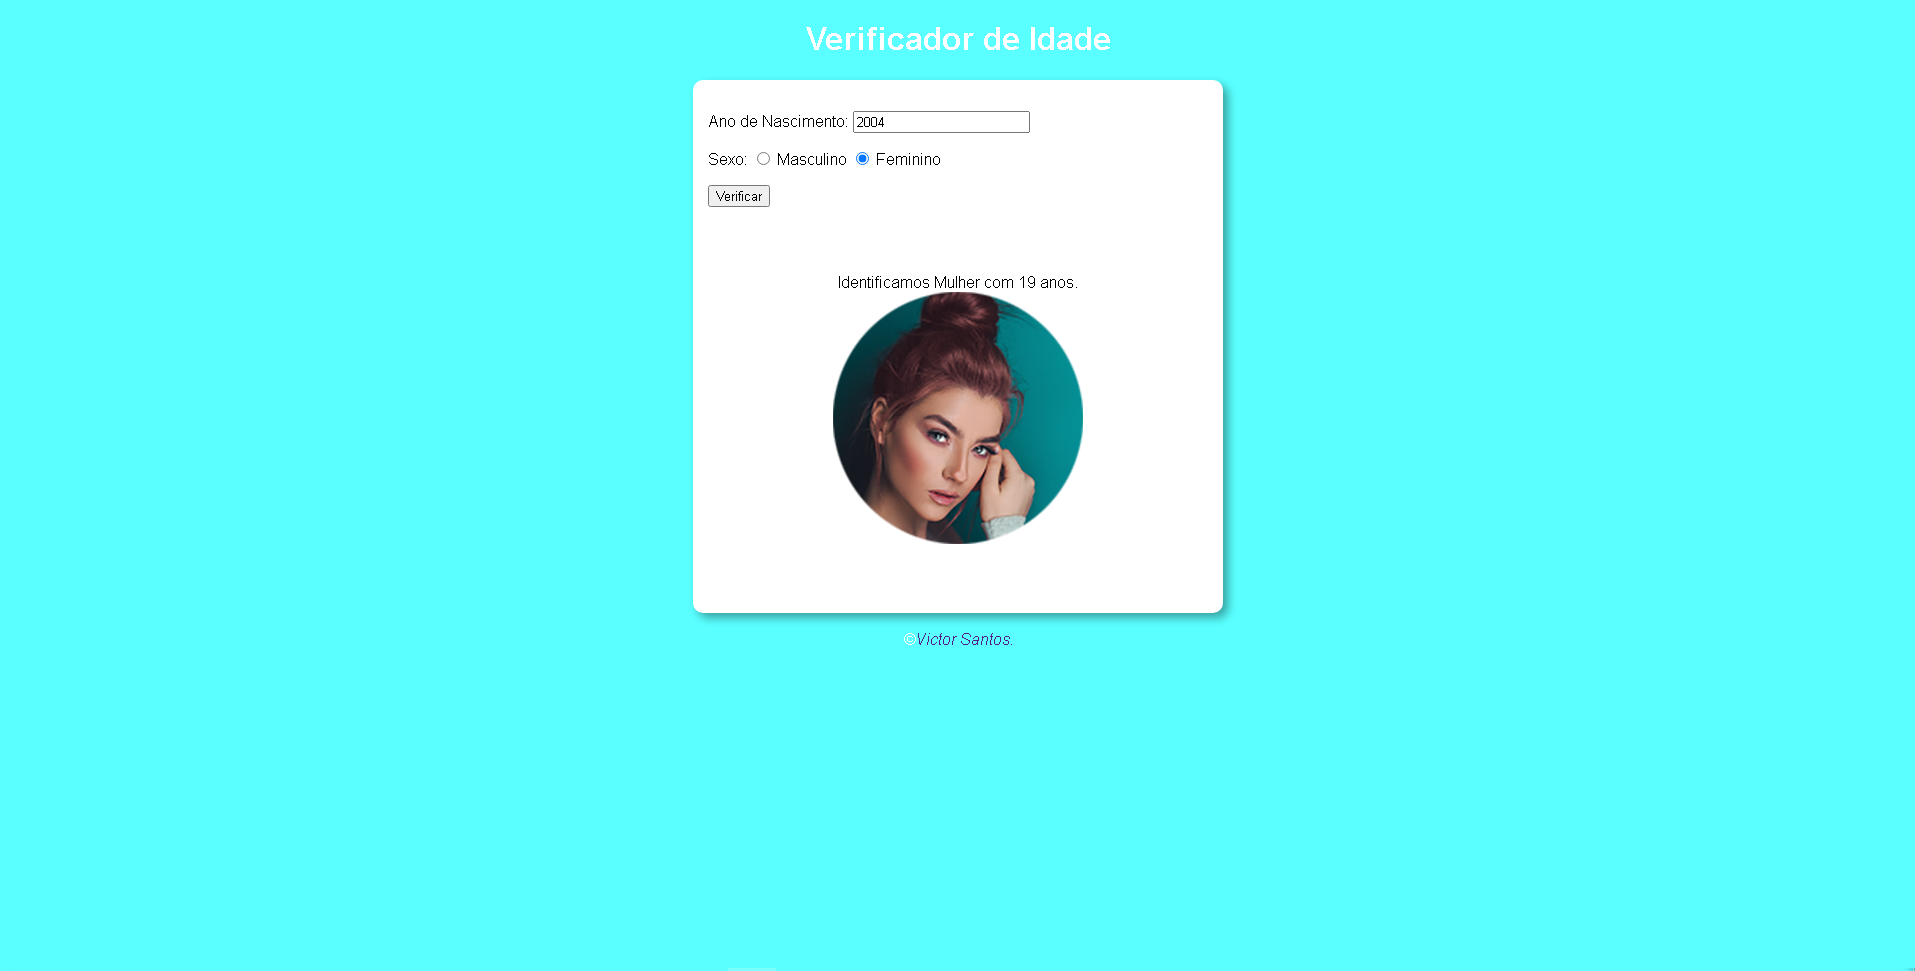 Verificador de Idade
Ano de Nascimento: 2004
Sexo: Masculino Feminino
Verificar
Identificamos Mulher com 19 anos.
©Victor Santos.